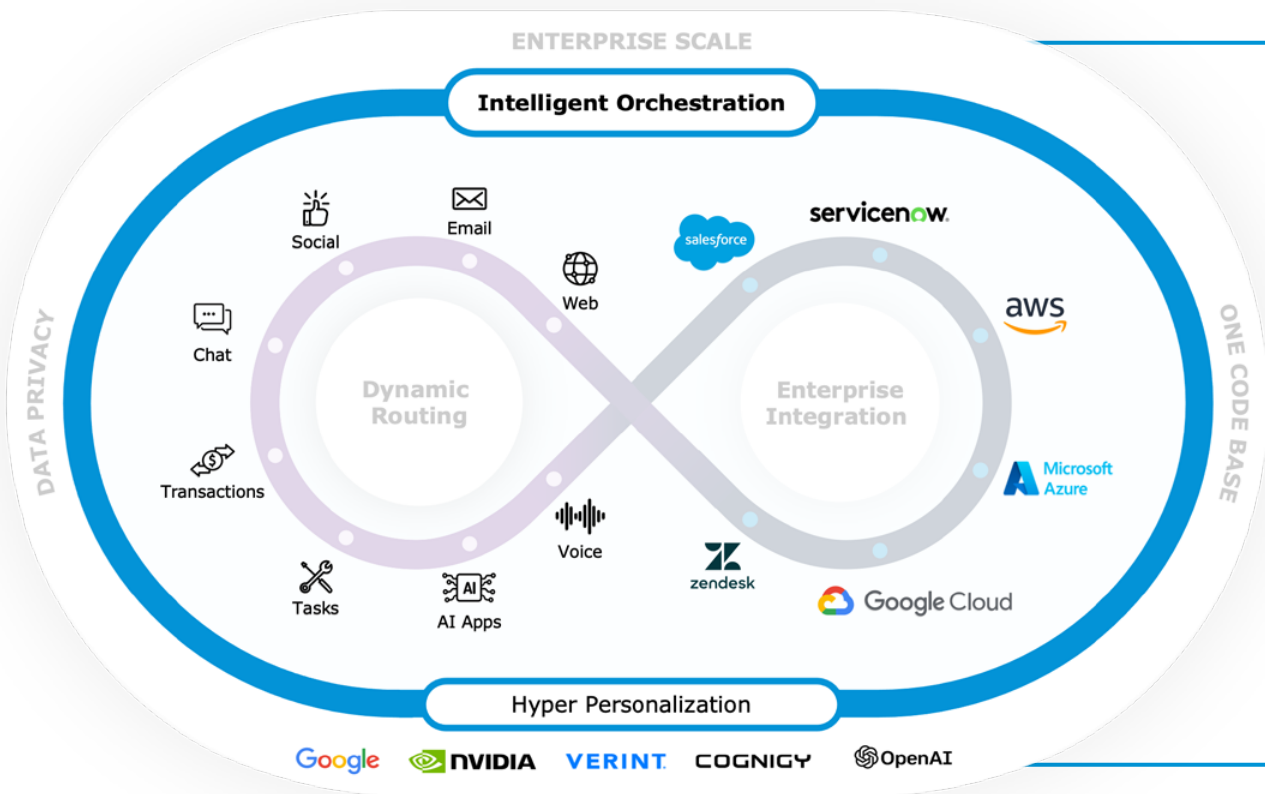 ENTERPRISE SCALE
Intelligent Orchestration
Social
Email
Web
Chat
Transactions
Tasks
AI
AI Apps
Voice
Dynamic
Routing
salesforce
servicenow
aws
Microsoft
Azure
Google Cloud
zendesk
Enterprise
Integration
DATA PRIVACY
ONE CODE BASE
Hyper Personalization
Google
NVIDIA
VERINT
COGNIGY
OpenAI